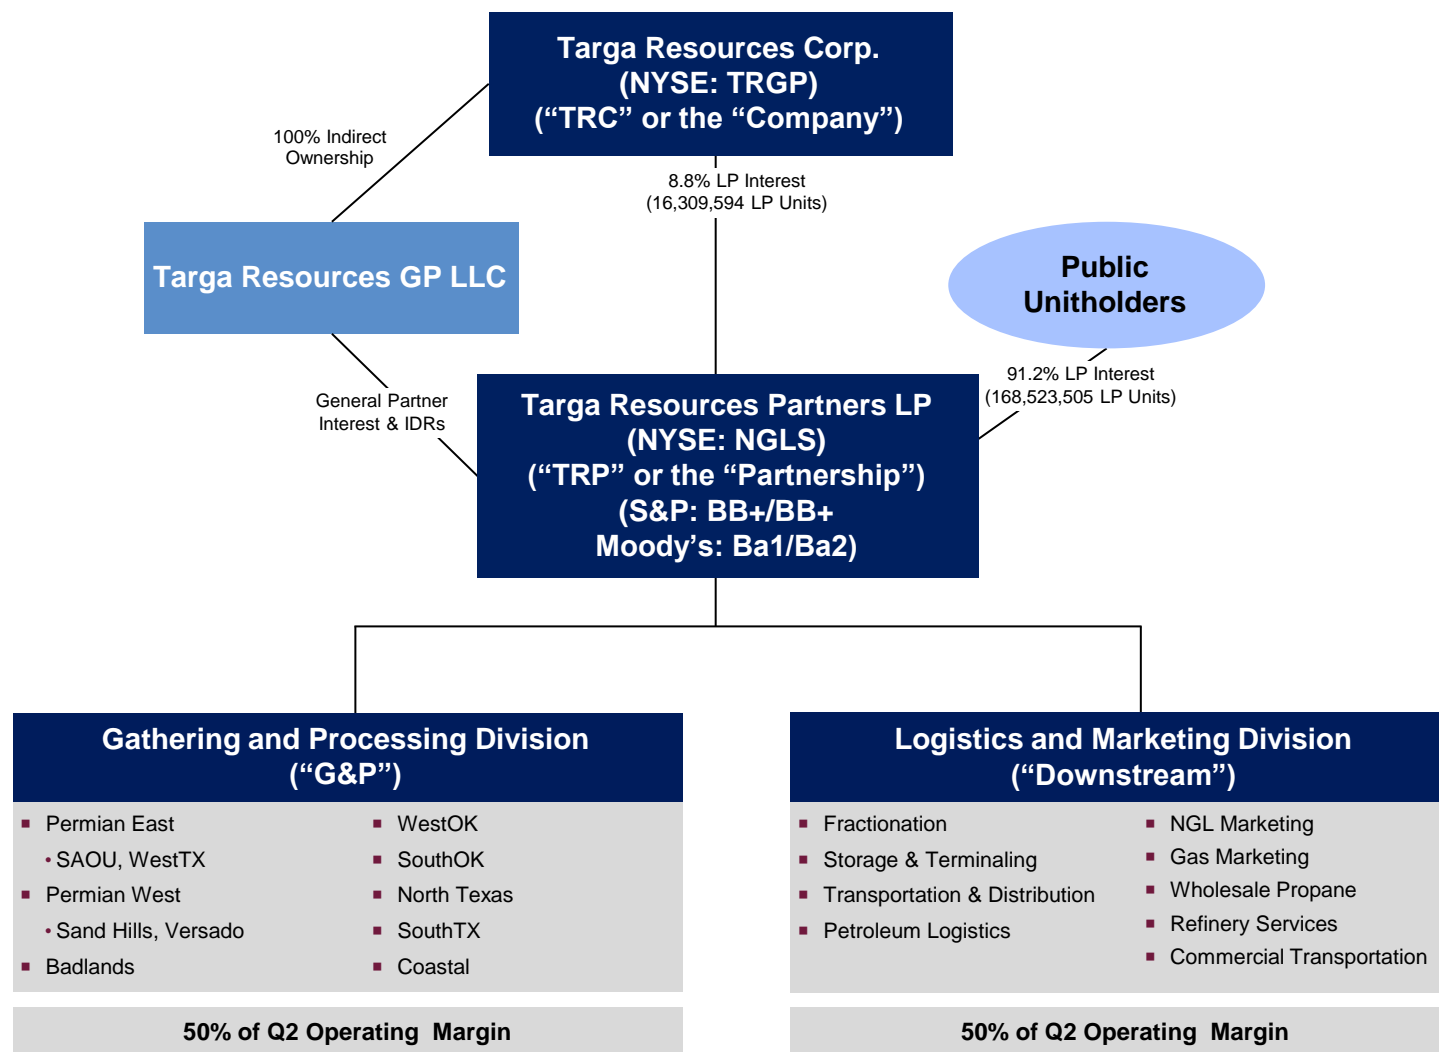 Targa Resources Corp.
(NYSE: TRGP)
(“TRC” or the “Company”)
100% Indirect
Ownership
8.8% LP Interest
(16,309,594 LP Units)
Targa Resources GP LLC
Public
Unitholders
General Partner
Interest & IDRs
91.2% LP Interest
(168,523,505 LP Units)
Targa Resources Partners LP
(NYSE: NGLS)
(“TRP” or the “Partnership”)
(S&P: BB+/BB+
Moody’s: Ba1/Ba2)
Gathering and Processing Division
(“G&P”)
▪ Permian East
• SAOU, WestTX
▪ Permian West
• Sand Hills, Versado
▪ Badlands
▪ WestOK
▪ SouthOK
▪ North Texas
▪ SouthTX
▪ Coastal
50% of Q2 Operating Margin
Logistics and Marketing Division
(“Downstream”)
▪ Fractionation
▪ Storage & Terminaling
▪ Transportation & Distribution
▪ Petroleum Logistics
▪ NGL Marketing
▪ Gas Marketing
▪ Wholesale Propane
▪ Refinery Services
▪ Commercial Transportation
50% of Q2 Operating Margin